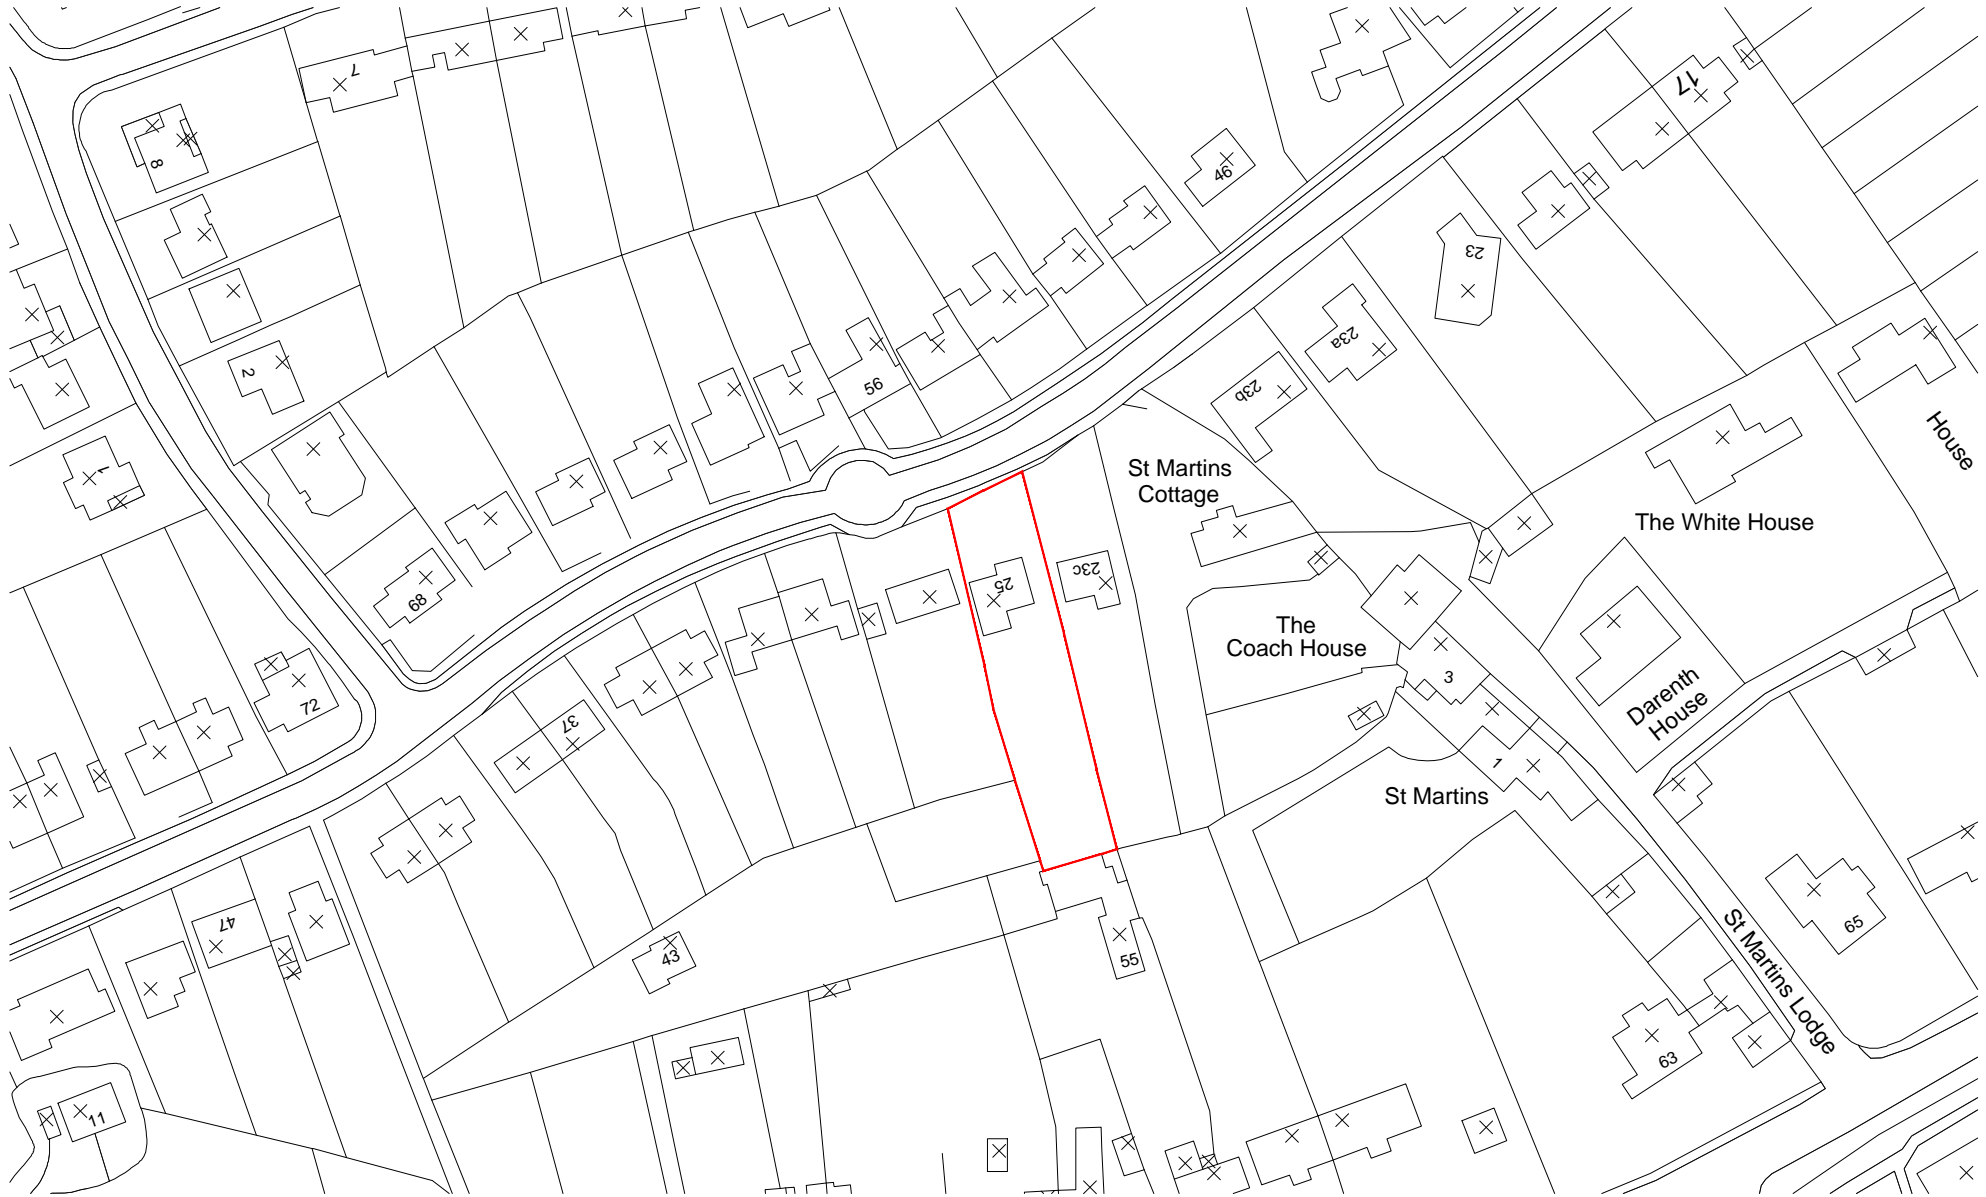 7
17
8
46
23
23a
2
23b
56
House
St Martins
Cottage
1
The White House
25
23c
68
The
Coach House
3
Darenth
House
72
37
1
St Martins
47
65
43
55
St Martins Lodge
63
11